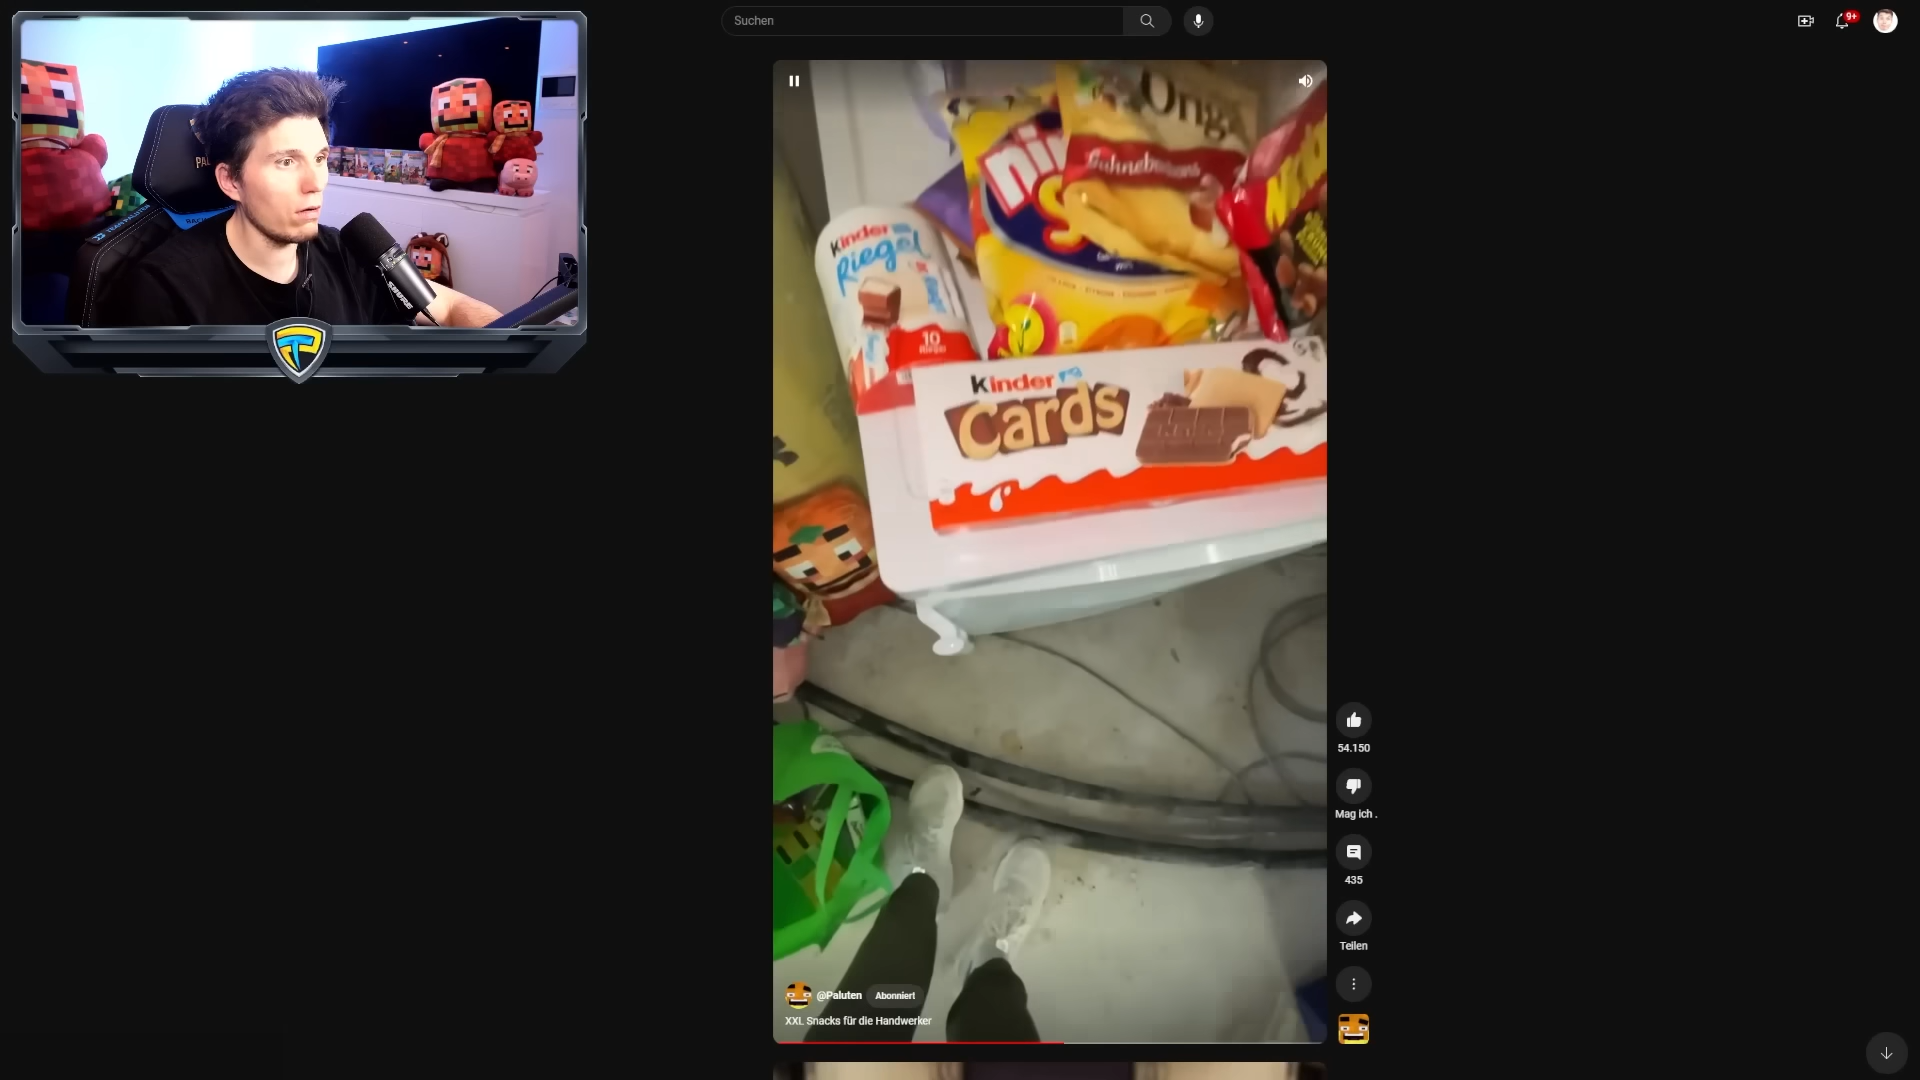 Suchen
9+
SHURE
kinder
Riegel
10
Riegel
kinder
Cards
@Paluten
Abonniert
XXL Snacks für die Handwerker
54.150
Mag ich .
435
Teilen